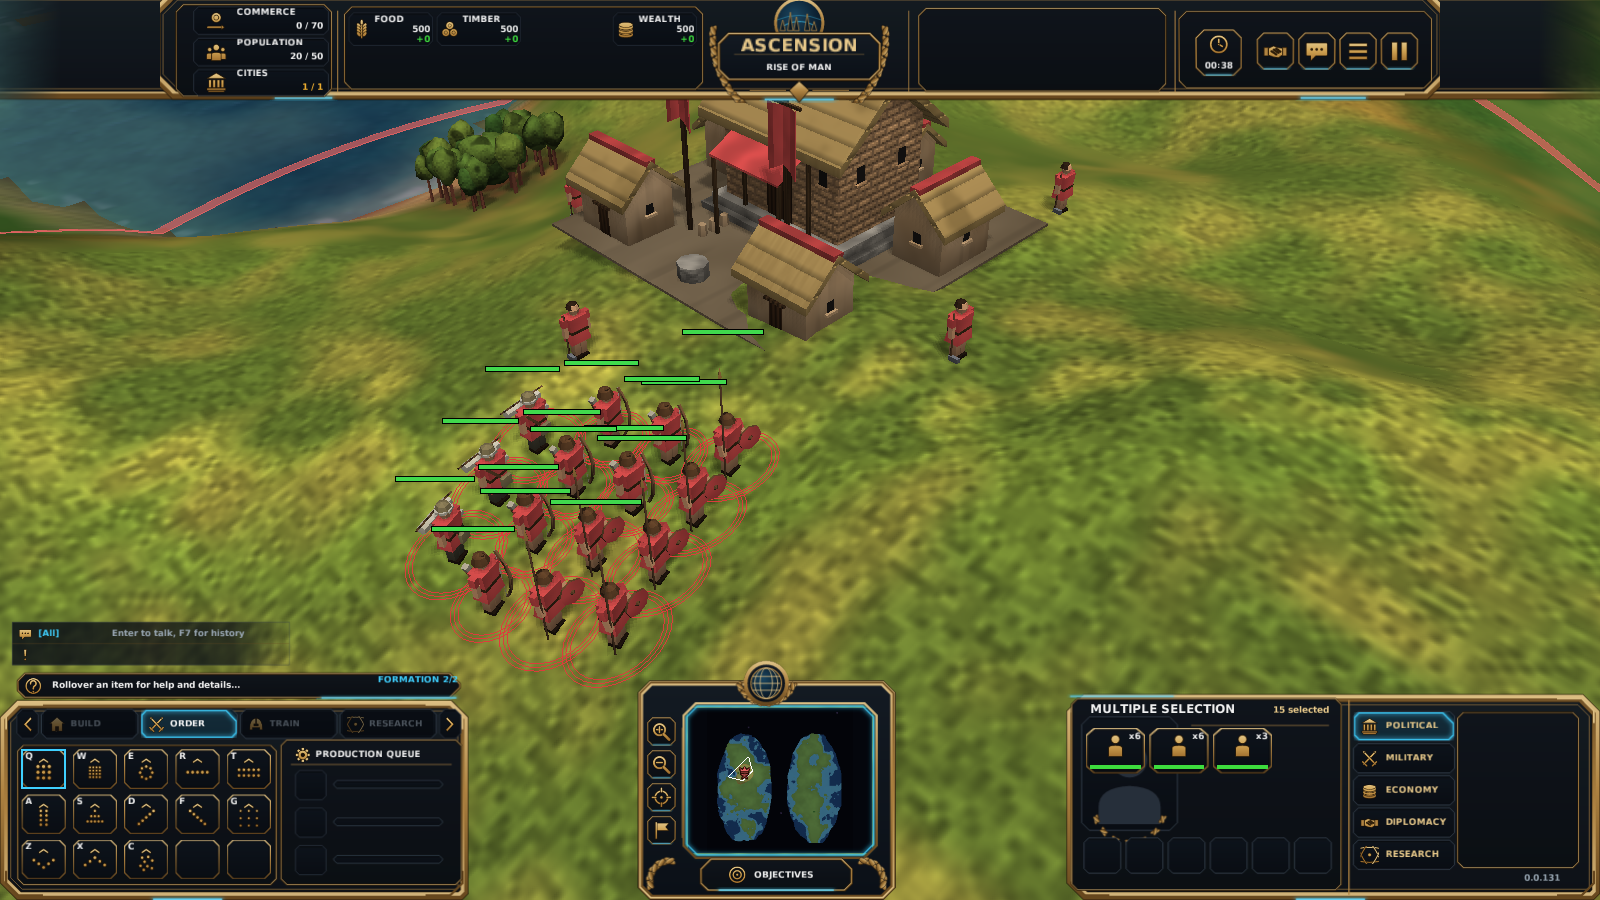 COMMERCE
0 / 70
POPULATION
20 / 50
CITIES
1 / 1
FOOD
500
+0
TIMBER
500
+0
WEALTH
500
+0
ASCENSION
RISE OF MAN
00:38
[All] Enter to talk, F7 for history
!
Rollover an item for help and details...
FORMATION 2/2
BUILD
ORDER
TRAIN
RESEARCH
Q W E R T
A S D F G
Z X C
PRODUCTION QUEUE
OBJECTIVES
MULTIPLE SELECTION
15 selected
x6 x6 x3
POLITICAL
MILITARY
ECONOMY
DIPLOMACY
RESEARCH
0.0.131